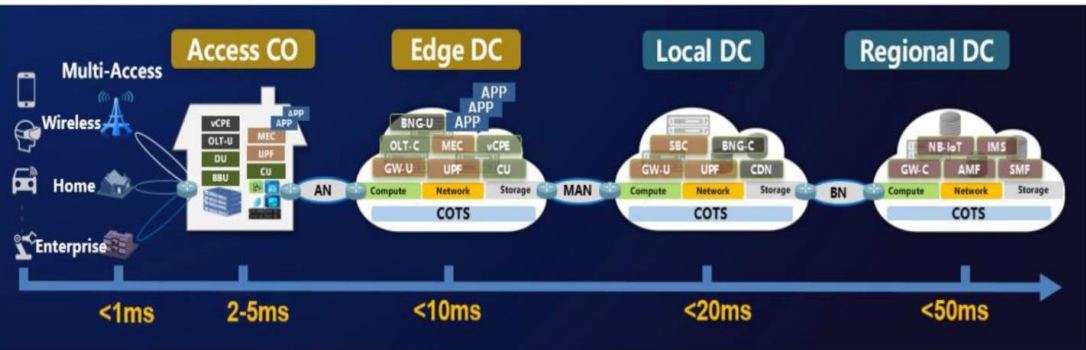 Access CO
Edge DC
Local DC
Regional DC
Multi-Access
Wireless
Home
Enterprise
vCPE
OLT-U
DU
BBU
APP
APP
MEC
UPF
CU
AN
APP
APP
APP
BNG-U
OLT-C MEC vCPE
GW-U UPF CU
Compute Network Storage
COTS
MAN
SBC BNG-C
GW-U UPF CDN
Compute Network Storage
COTS
BN
NB-IoT IMS
GW-C AMF SMF
Compute Network Storage
COTS
<1ms 2-5ms <10ms <20ms <50ms